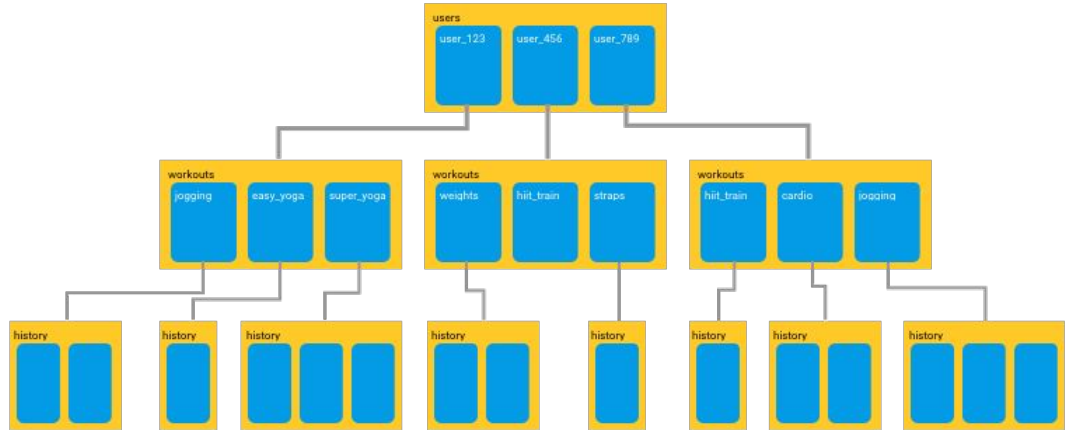 users
user_123 user_456 user_789
workouts workouts workouts
jogging easy_yoga super_yoga weights hiit_train straps hiit_train cardio jogging
history history history history history history history history